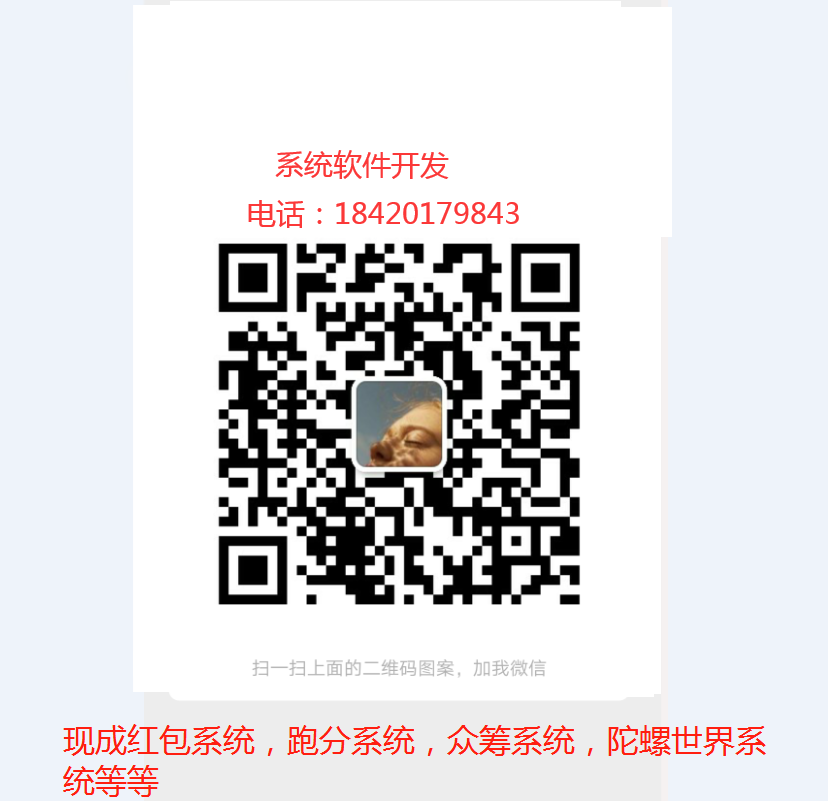 系统软件开发
电话：18420179843
扫一扫上面的二维码图案，加我微信
现成红包系统，跑分系统，众筹系统，陀螺世界系
统等等